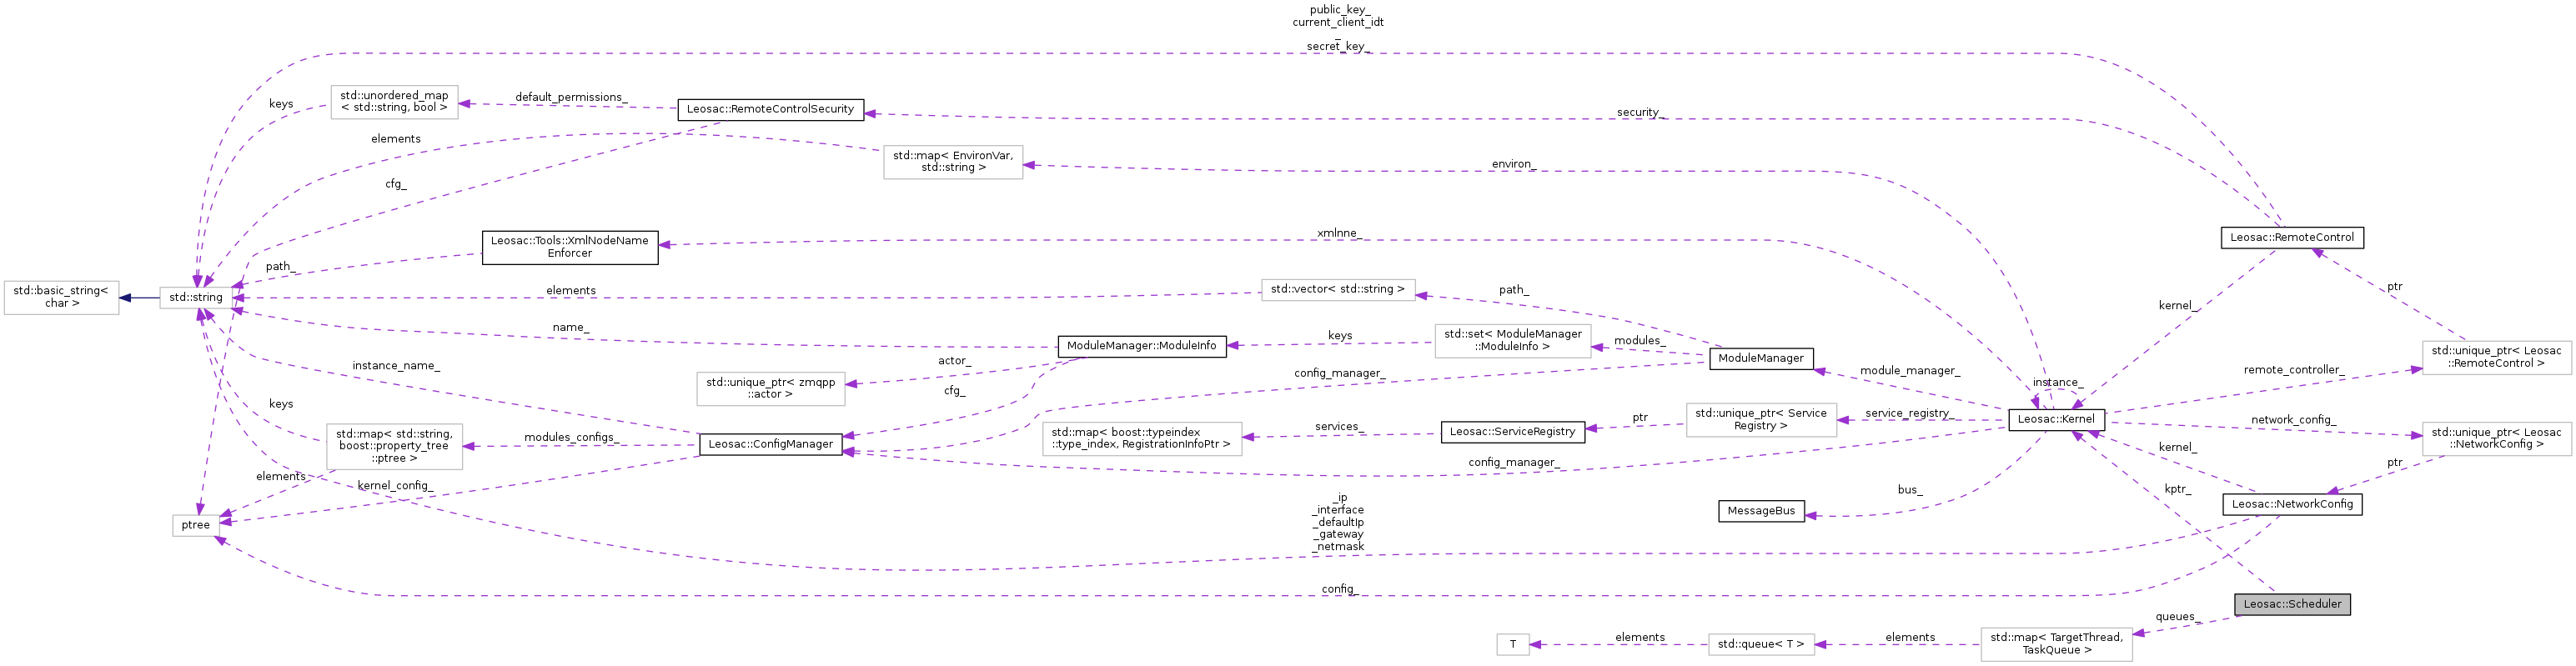 public_key_
current_client_idt
_
secret_key_
keys
std::unordered_map
< std::string, bool >
default_permissions_
Leosac::RemoteControlSecurity
security_
elements
std::map< EnvironVar,
std::string >
environ_
cfg_
Leosac::Tools::XmlNodeName
Enforcer
xmlnne_
Leosac::RemoteControl
path_
std::basic_string<
char >
std::string
elements
std::vector< std::string >
path_
ptr
kernel_
name_
ModuleManager::ModuleInfo
keys
std::set< ModuleManager
::ModuleInfo >
modules_
ModuleManager
std::unique_ptr< Leosac
::RemoteControl >
instance_name_
actor_
std::unique_ptr< zmqpp
::actor >
cfg_
config_manager_
module_manager_
instance_
remote_controller_
keys
std::map< std::string,
boost::property_tree
::ptree >
modules_configs_
Leosac::ConfigManager
std::map< boost::typeindex
::type_index, RegistrationInfoPtr >
services_
Leosac::ServiceRegistry
ptr
std::unique_ptr< Service
Registry >
service_registry_
Leosac::Kernel
network_config_
std::unique_ptr< Leosac
::NetworkConfig >
elements
kernel_config_
config_manager_
kernel_
ptr
bus_
kptr_
MessageBus
Leosac::NetworkConfig
ptree
_ip
_interface
_defaultIp
_gateway
_netmask
config_
Leosac::Scheduler
queues_
T
elements
std::queue< T >
elements
std::map< TargetThread,
TaskQueue >